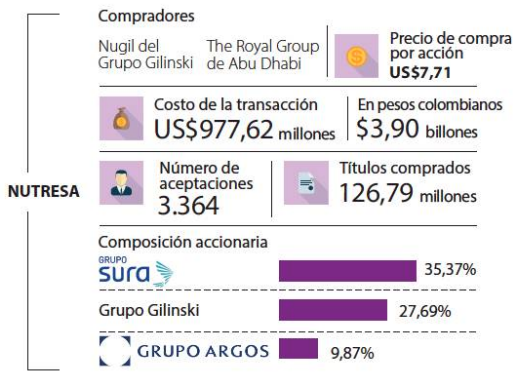 Compradores
Nugil del
Grupo Gilinski
The Royal Group
de Abu Dhabi
Precio de compra
por acción
US$7,71
Costo de la transacción
US$977,62 millones
En pesos colombianos
$3,90 billones
NUTRESA
Número de
aceptaciones
3.364
Títulos comprados
126,79 millones
Composición accionaria
GRUPO
sura
35,37%
Grupo Gilinski
27,69%
GRUPO ARGOS
9,87%